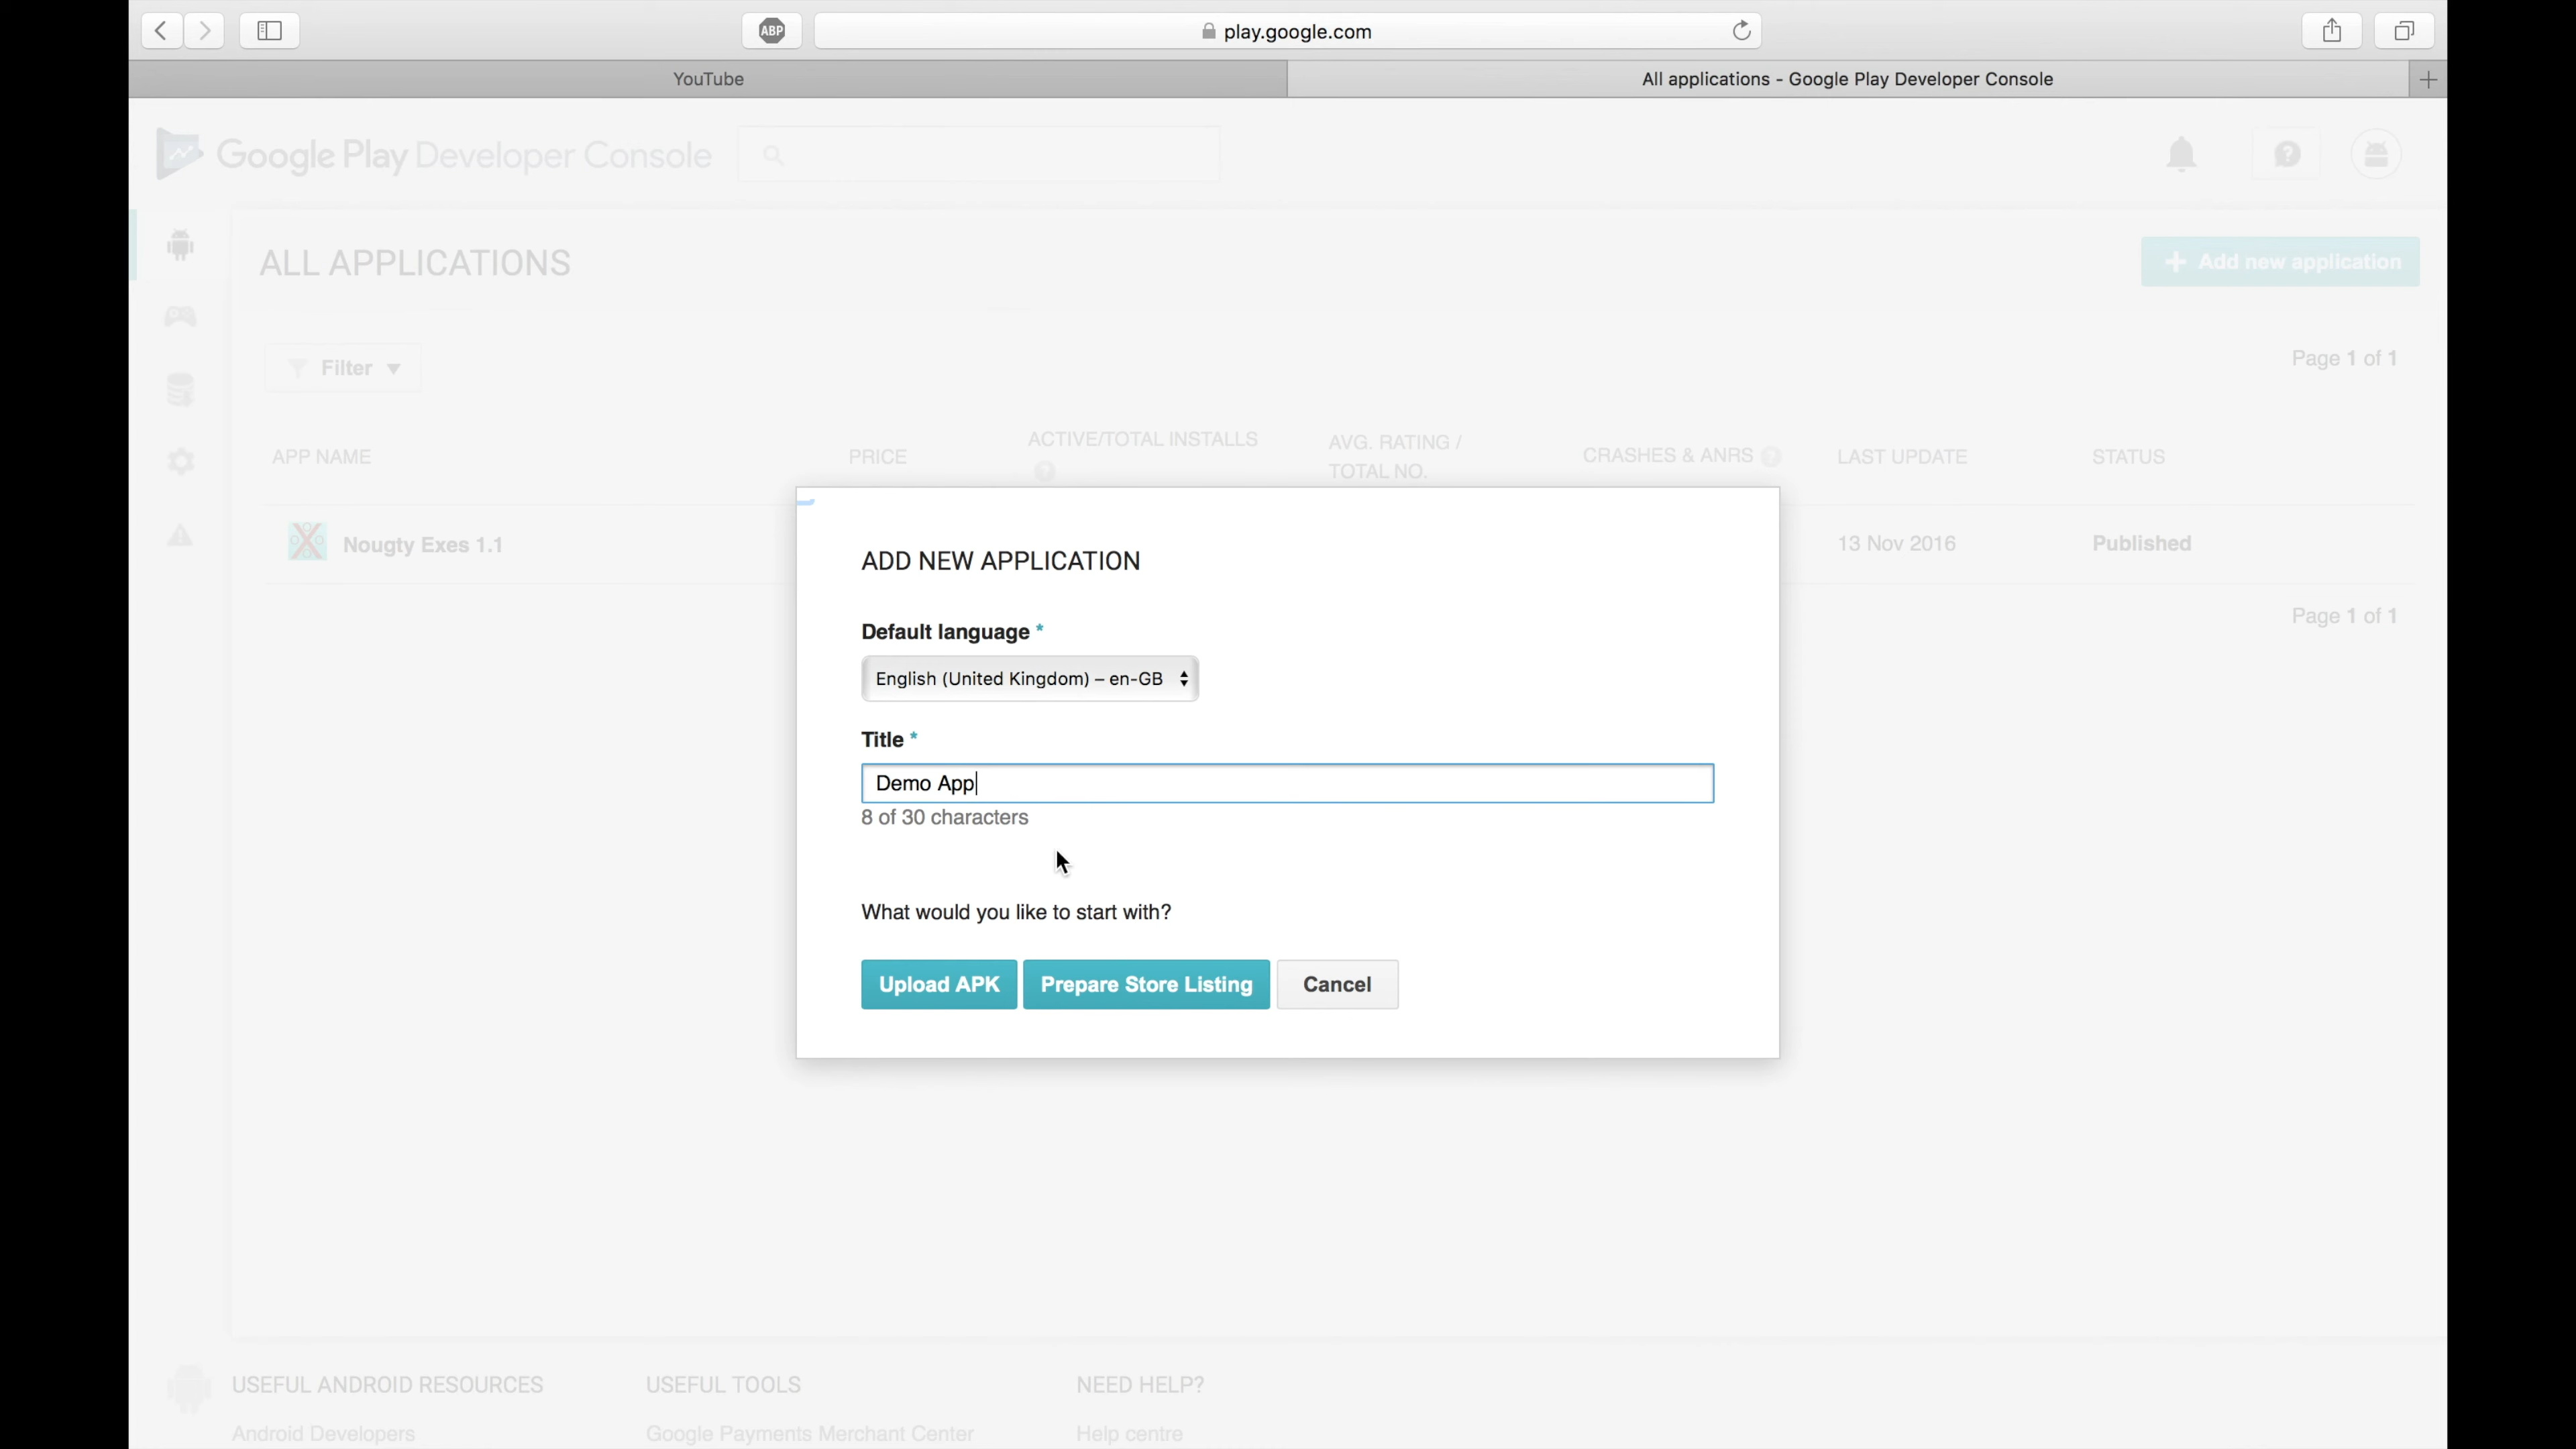 ABP
play.google.com
YouTube
All applications - Google Play Developer Console
Google Play Developer Console
ALL APPLICATIONS
Add new application
Filter
Page 1 of 1
APP NAME
PRICE
ACTIVE/TOTAL INSTALLS
AVG. RATING /
TOTAL NO.
CRASHES & ANRS
LAST UPDATE
STATUS
Nougty Exes 1.1
13 Nov 2016
Published
Page 1 of 1
ADD NEW APPLICATION
Default language *
English (United Kingdom) – en-GB
Title *
Demo App
8 of 30 characters
What would you like to start with?
Upload APK
Prepare Store Listing
Cancel
USEFUL ANDROID RESOURCES
USEFUL TOOLS
NEED HELP?
Android Developers
Google Payments Merchant Center
Help centre